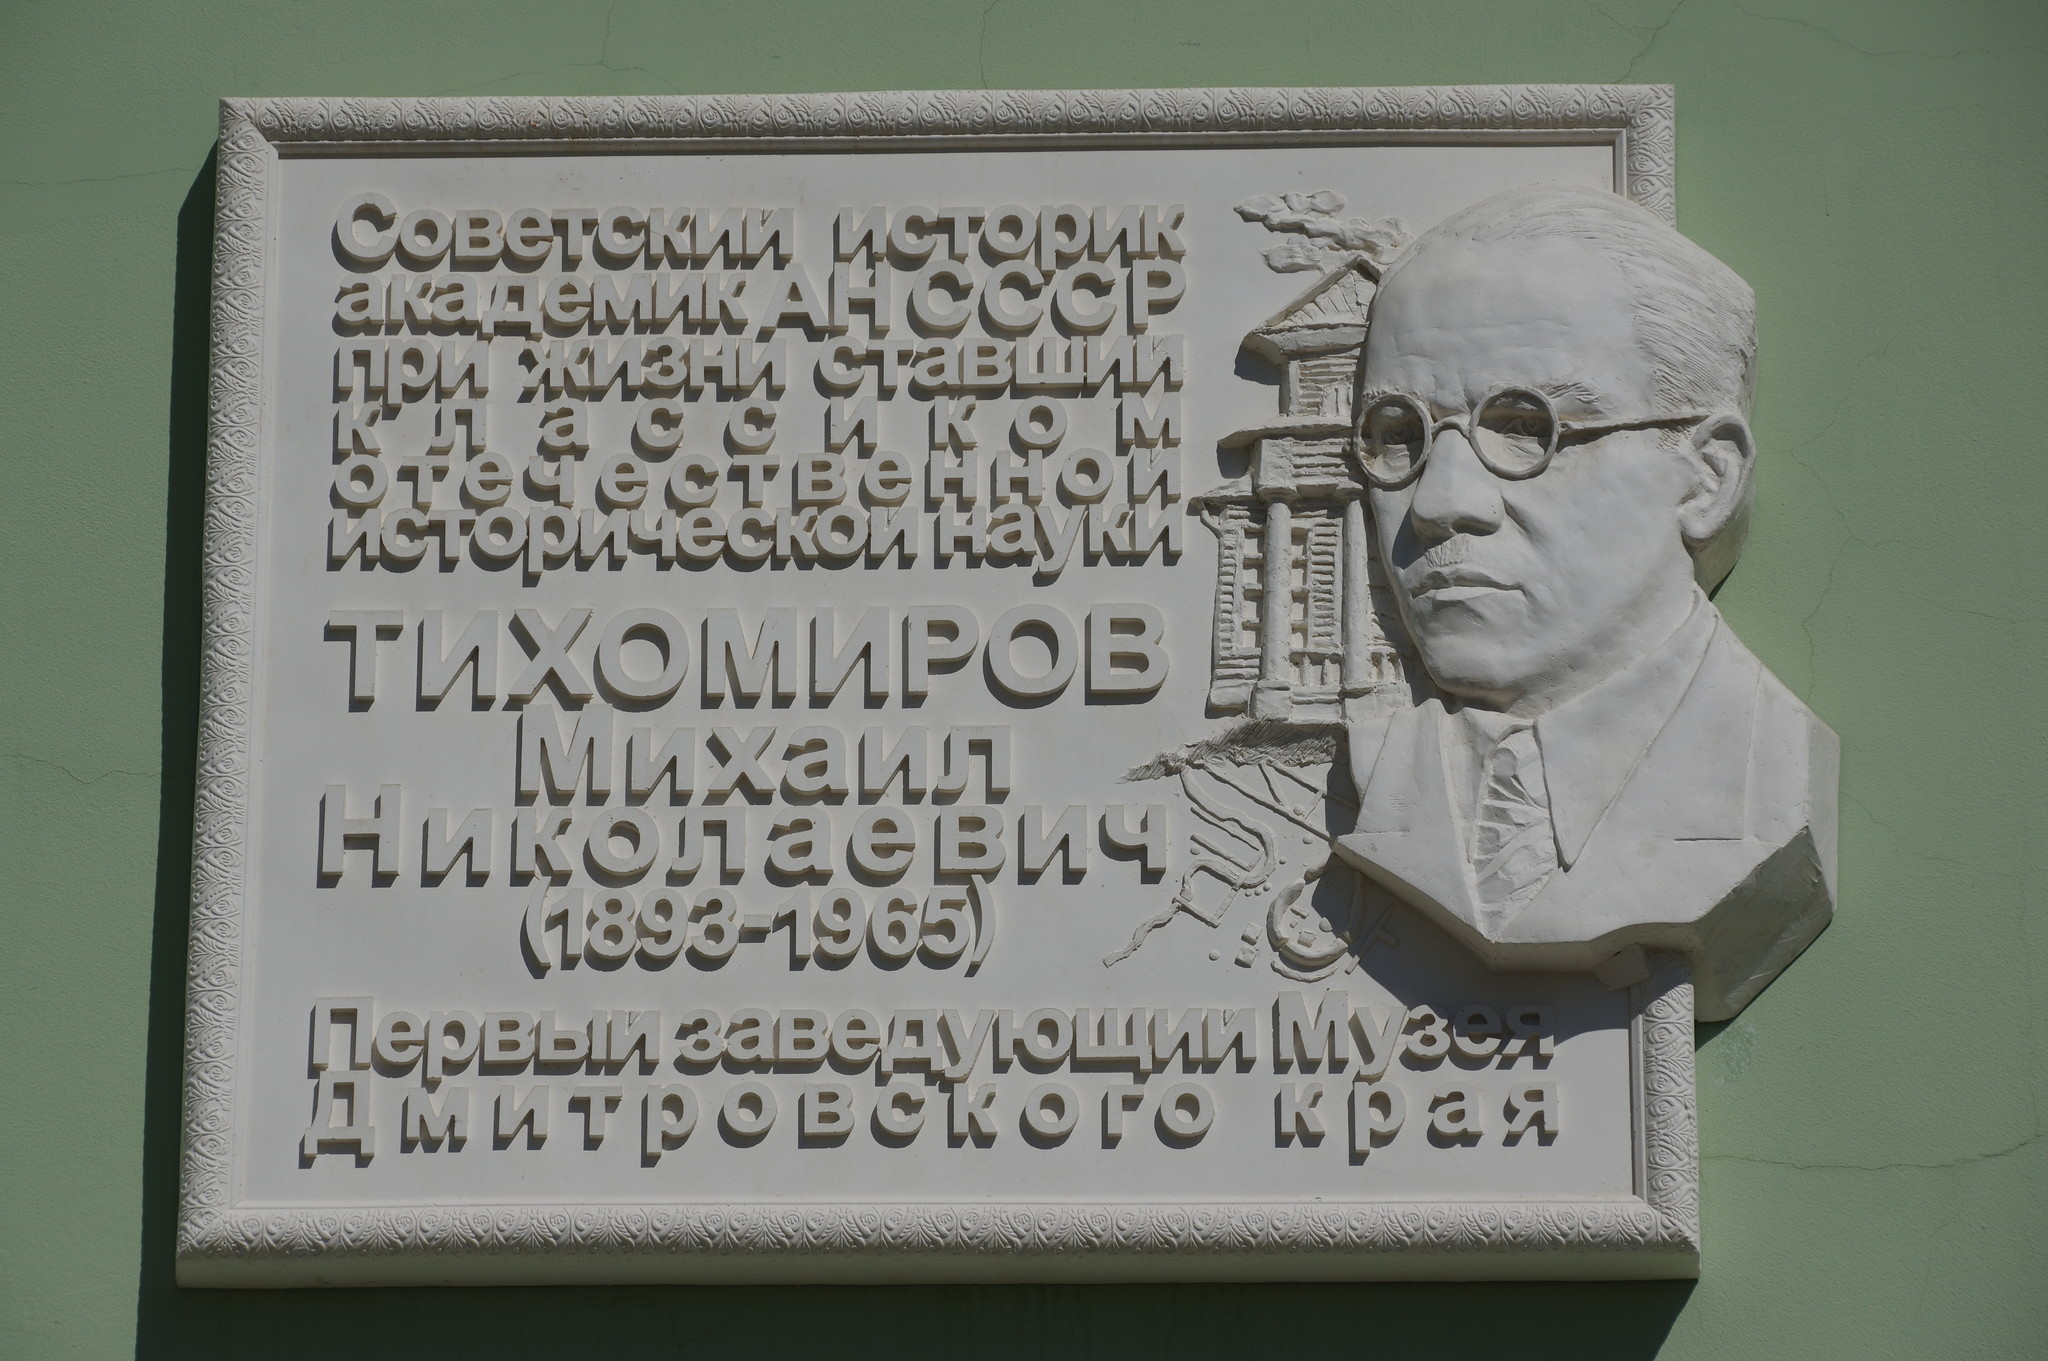 Советский историк
академик АН СССР
при жизни ставший
классиком
отечественной
исторической науки
ТИХОМИРОВ
Михаил
Николаевич
(1893-1965)
Первый заведующий Музея
Дмитровского края